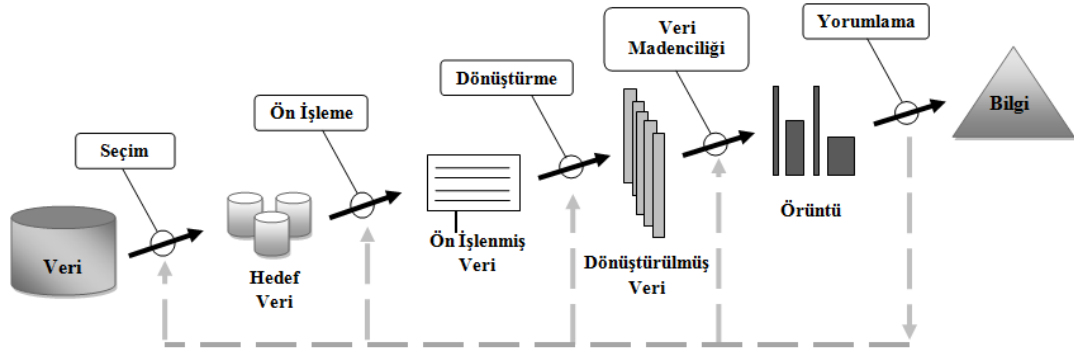 Seçim
Ön İşleme
Dönüştürme
Veri
Madenciliği
Yorumlama
Veri
Hedef
Veri
Ön İşlenmiş
Veri
Dönüştürülmüş
Veri
Örüntü
Bilgi